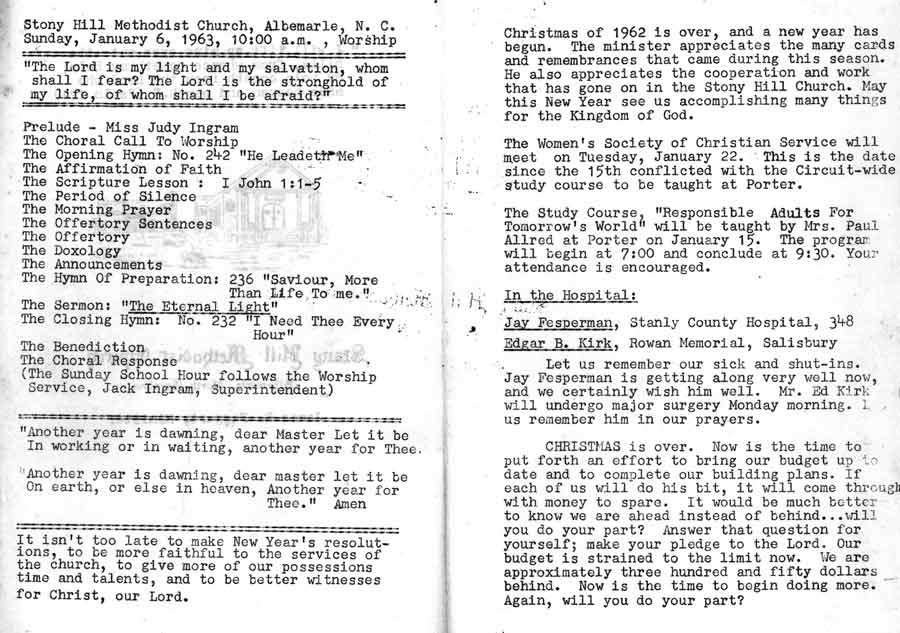 Stony Hill Methodist Church, Albemarle, N. C.
Sunday, January 6, 1963, 10:00 a.m. , Worship
"The Lord is my light and my salvation, whom
shall I fear? The Lord is the stronghold of
my life, of whom shall I be afraid?"
Prelude - Miss Judy Ingram
The Choral Call To Worship
The Opening Hymn: No. 242 "He Leadeth Me"
The Affirmation of Faith
The Scripture Lesson : I John 1:1-5
The Period of Silence
The Morning Prayer
The Offertory Sentences
The Offertory
The Doxology
The Announcements
The Hymn Of Preparation: 236 "Saviour, More
Than Life To me."
The Sermon: "The Eternal Light"
The Closing Hymn: No. 232 "I Need Thee Every
Hour"
The Benediction
The Choral Response
(The Sunday School Hour follows the Worship
Service, Jack Ingram, Superintendent)
"Another year is dawning, dear Master Let it be
In working or in waiting, another year for Thee.
"Another year is dawning, dear master let it be
On earth, or else in heaven, Another year for
Thee." Amen
It isn't too late to make New Year's resolut-
ions, to be more faithful to the services of
the church, to give more of our possessions
time and talents, and to be better witnesses
for Christ, our Lord.
Christmas of 1962 is over, and a new year has
begun. The minister appreciates the many cards
and remembrances that came during this season.
He also appreciates the cooperation and work
that has gone on in the Stony Hill Church. May
this New Year see us accomplishing many things
for the Kingdom of God.
The Women's Society of Christian Service will
meet on Tuesday, January 22. This is the date
since the 15th conflicted with the Circuit-wide
study course to be taught at Porter.
The Study Course, "Responsible Adults For
Tomorrow's World" will be taught by Mrs. Paul
Allred at Porter on January 15. The program
will begin at 7:00 and conclude at 9:30. Your
attendance is encouraged.
In the Hospital:
Jay Fesperman, Stanly County Hospital, 348
Edgar B. Kirk, Rowan Memorial, Salisbury
Let us remember our sick and shut-ins.
Jay Fesperman is getting along very well now,
and we certainly wish him well. Mr. Ed Kirk
will undergo major surgery Monday morning.
us remember him in our prayers.
CHRISTMAS is over. Now is the time to
put forth an effort to bring our budget up to
date and to complete our building plans. If
each of us will do his bit, it will come through
with money to spare. It would be much better
to know we are ahead instead of behind...will
you do your part? Answer that question for
yourself; make your pledge to the Lord. Our
budget is strained to the limit now. We are
approximately three hundred and fifty dollars
behind. Now is the time to begin doing more.
Again, will you do your part?